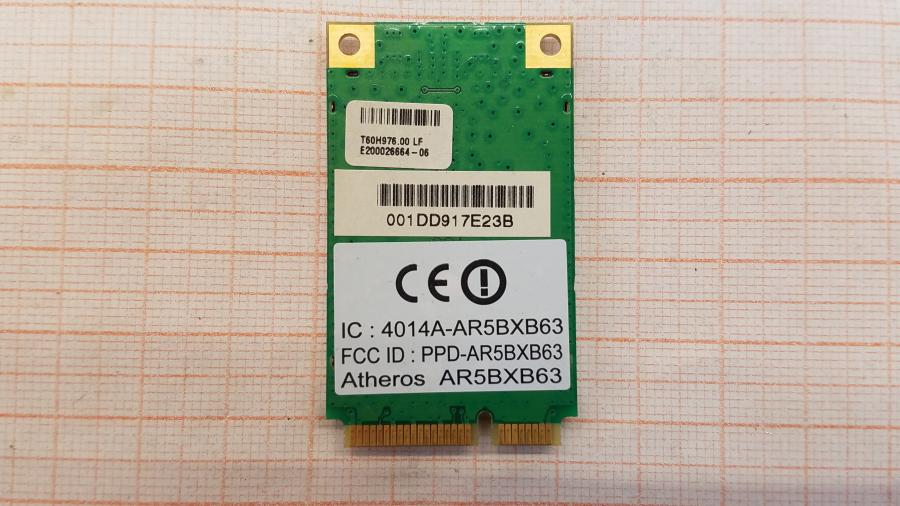 T60H976.00 LF
E200026664-06
001DD917E23B
CE
IC : 4014A-AR5BXB63
FCC ID : PPD-AR5BXB63
Atheros AR5BXB63